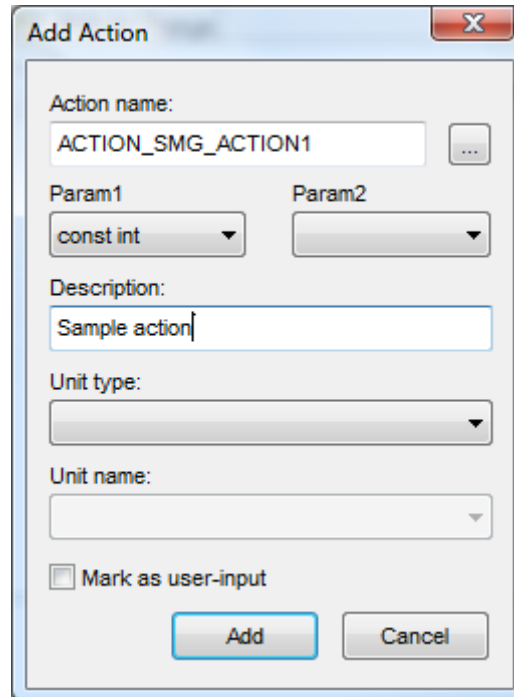 Add Action
Action name:
ACTION_SMG_ACTION1
...
Param1 Param2
const int
Description:
Sample action
Unit type:
Unit name:
Mark as user-input
Add Cancel